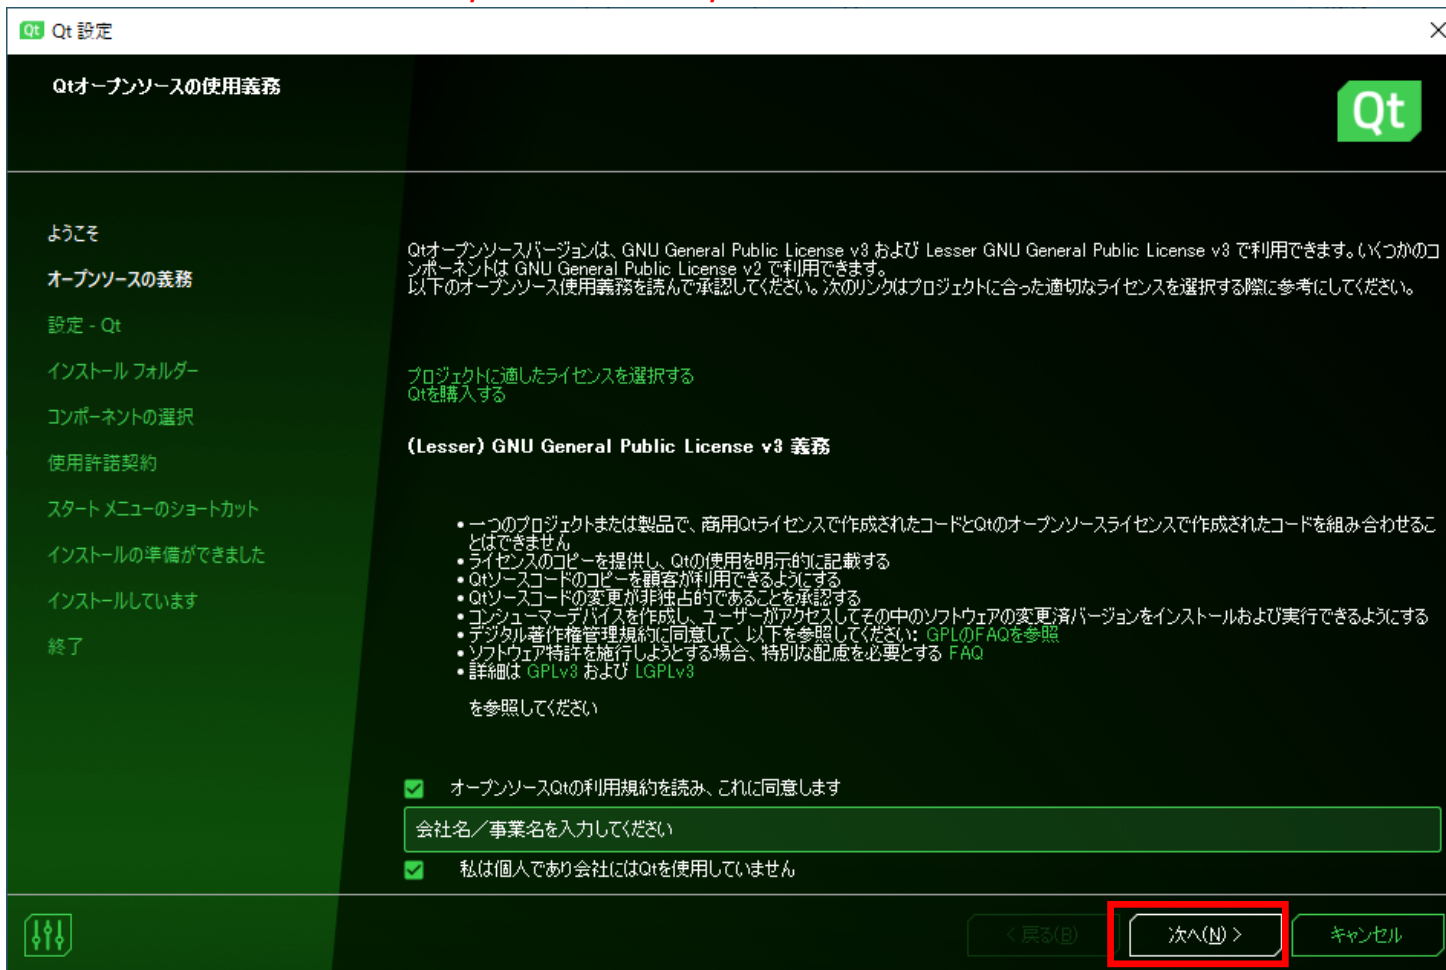 Qt Qt 設定
Qtオープンソースの使用義務
Qt
ようこそ
オープンソースの義務
設定 - Qt
インストール フォルダー
コンポーネントの選択
使用許諾契約
スタート メニューのショートカット
インストールの準備ができました
インストールしています
終了
Qtオープンソースバージョンは、GNU General Public License v3 および Lesser GNU General Public License v3 で利用できます。いくつかのコ
ンポーネントは GNU General Public License v2 で利用できます。
以下のオープンソース使用義務を読んで承認してください。次のリンクはプロジェクトに合った適切なライセンスを選択する際に参考にしてください。
プロジェクトに適したライセンスを選択する
Qtを購入する
(Lesser) GNU General Public License v3 義務
• 一つのプロジェクトまたは製品で、商用Qtライセンスで作成されたコードとQtのオープンソースライセンスで作成されたコードを組み合わせるこ
とはできません
• ライセンスのコピーを提供し、Qtの使用を明示的に記載する
• Qtソースコードのコピーを顧客が利用できるようにする
• Qtソースコードの変更が非独占的であることを承認する
• コンシューマーデバイスを作成し、ユーザーがアクセスしてその中のソフトウェアの変更済バージョンをインストールおよび実行できるようにする
• デジタル著作権管理規約に同意して、以下を参照してください: GPLのFAQを参照
• ソフトウェア特許を施行しようとする場合、特別な配慮を必要とする FAQ
• 詳細は GPLv3 および LGPLv3
を参照してください
オープンソースQtの利用規約を読み、これに同意します
会社名／事業名を入力してください
私は個人であり会社にはQtを使用していません
< 戻る(B)
次へ(N) >
キャンセル